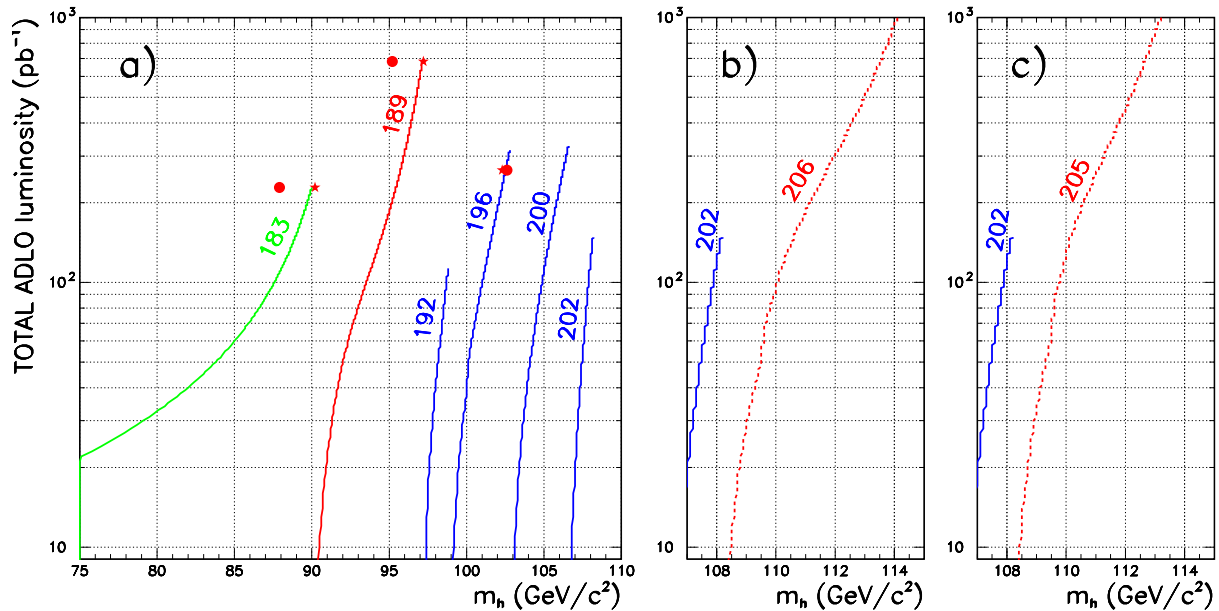 TOTAL ADLO luminosity (pb⁻¹)
10³
10²
10
a)
183
189
192
196
200
202
75 80 85 90 95 100 105 110
mₕ (GeV/c²)
b)
10³
10²
10
202
206
108 110 112 114
mₕ (GeV/c²)
c)
10³
10²
10
202
205
108 110 112 114
mₕ (GeV/c²)